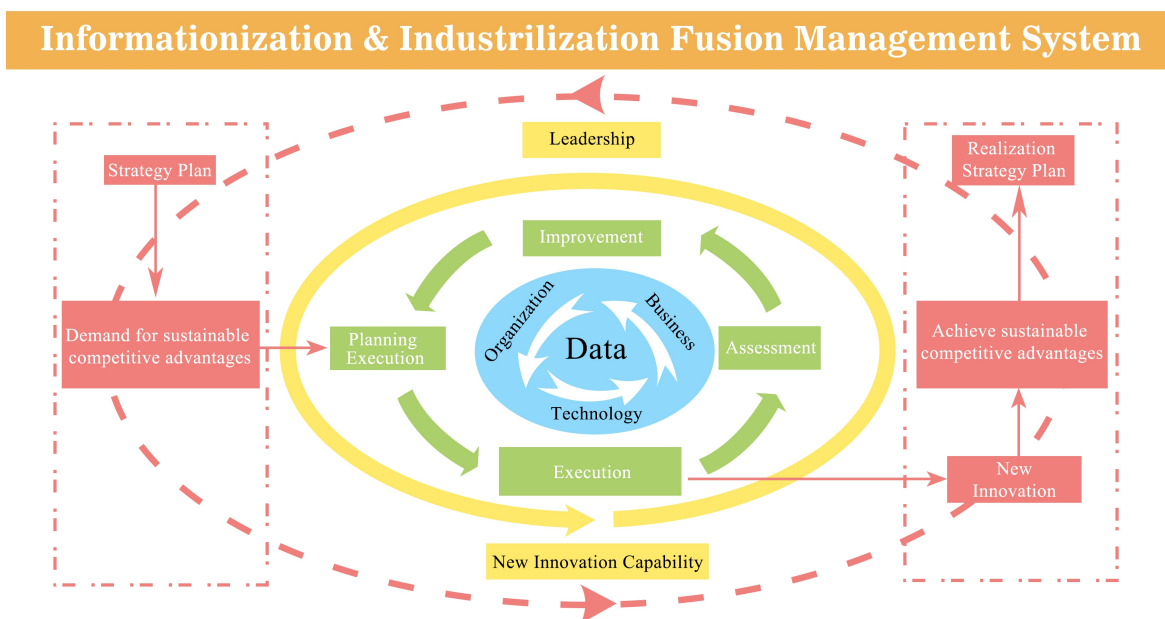 Informationization & Industrilization Fusion Management System
Leadership
Strategy Plan
Realization
Strategy Plan
Improvement
Organization
Business
Demand for sustainable
competitive advantages
Planning
Execution
Data
Assessment
Achieve sustainable
competitive advantages
Technology
Execution
New
Innovation
New Innovation Capability